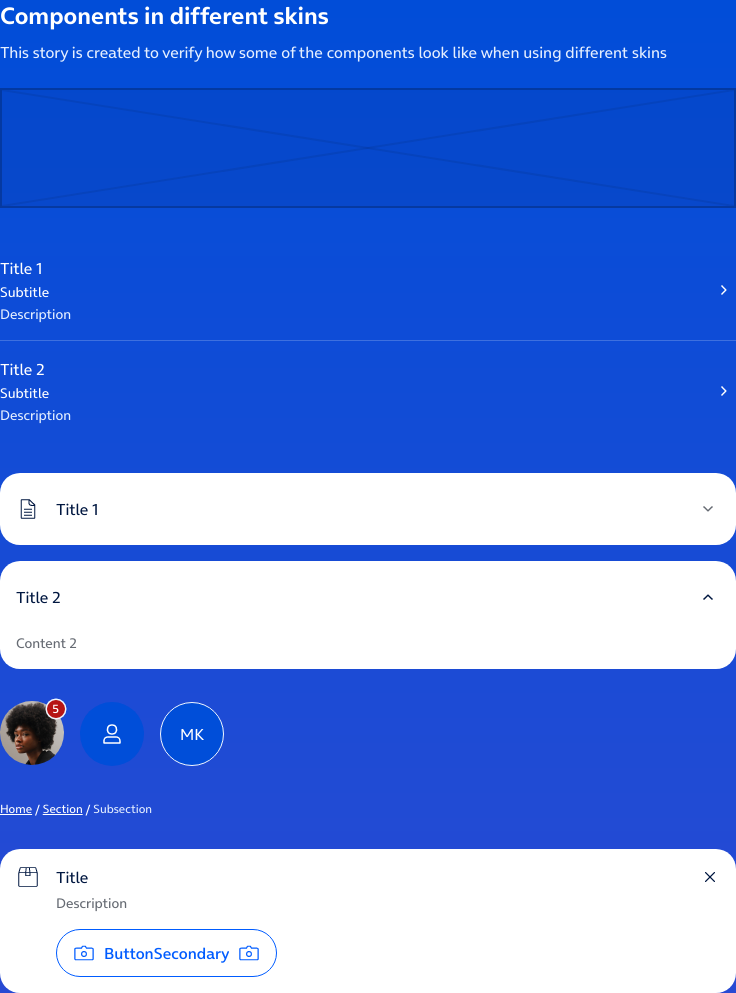 Components in different skins
This story is created to verify how some of the components look like when using different skins
Title 1
Subtitle
Description
Title 2
Subtitle
Description
Title 1
Title 2
Content 2
5
MK
Home / Section / Subsection
Title
Description
ButtonSecondary